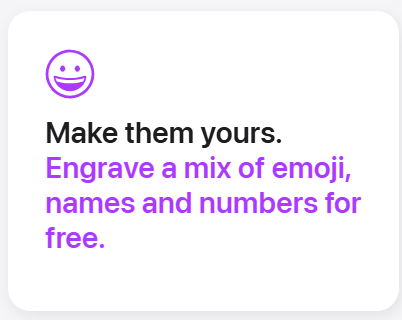 Make them yours.
Engrave a mix of emoji,
names and numbers for
free.